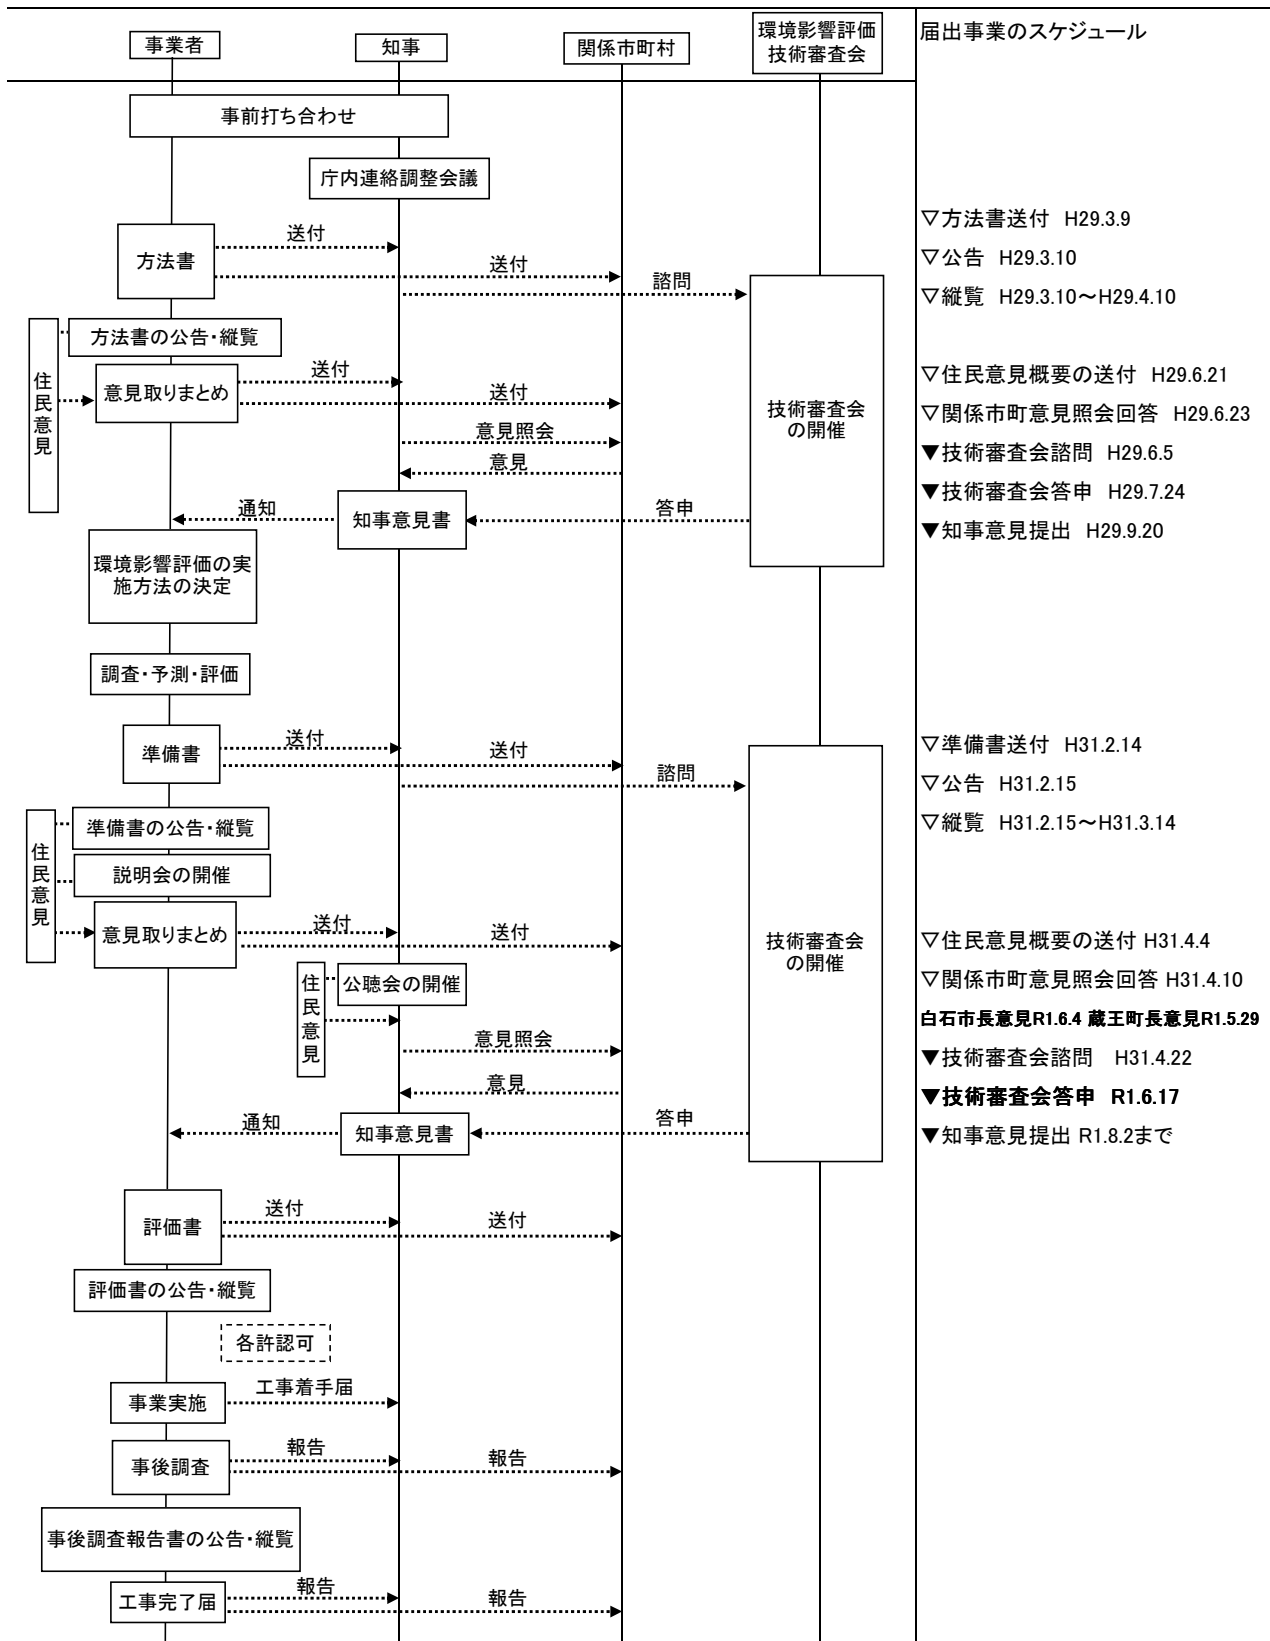 事業者
知事
関係市町村
環境影響評価
技術審査会
届出事業のスケジュール
事前打ち合わせ
庁内連絡調整会議
方法書
送付
送付
諮問
▽方法書送付 H29.3.9
▽公告 H29.3.10
▽縦覧 H29.3.10～H29.4.10
方法書の公告・縦覧
住民意見
意見取りまとめ
送付
送付
意見照会
意見
技術審査会
の開催
▽住民意見概要の送付 H29.6.21
▽関係市町意見照会回答 H29.6.23
▼技術審査会諮問 H29.6.5
▼技術審査会答申 H29.7.24
▼知事意見提出 H29.9.20
通知
知事意見書
答申
環境影響評価の実
施方法の決定
調査・予測・評価
準備書
送付
送付
諮問
▽準備書送付 H31.2.14
▽公告 H31.2.15
▽縦覧 H31.2.15～H31.3.14
準備書の公告・縦覧
住民意見
説明会の開催
意見取りまとめ
送付
送付
技術審査会
の開催
▽住民意見概要の送付 H31.4.4
▽関係市町意見照会回答 H31.4.10
白石市長意見R1.6.4 蔵王町長意見R1.5.29
▼技術審査会諮問 H31.4.22
▼技術審査会答申 R1.6.17
▼知事意見提出 R1.8.2まで
住民意見
公聴会の開催
意見照会
意見
通知
知事意見書
答申
評価書
送付
送付
評価書の公告・縦覧
各許認可
事業実施
工事着手届
事後調査
報告
報告
事後調査報告書の公告・縦覧
工事完了届
報告
報告